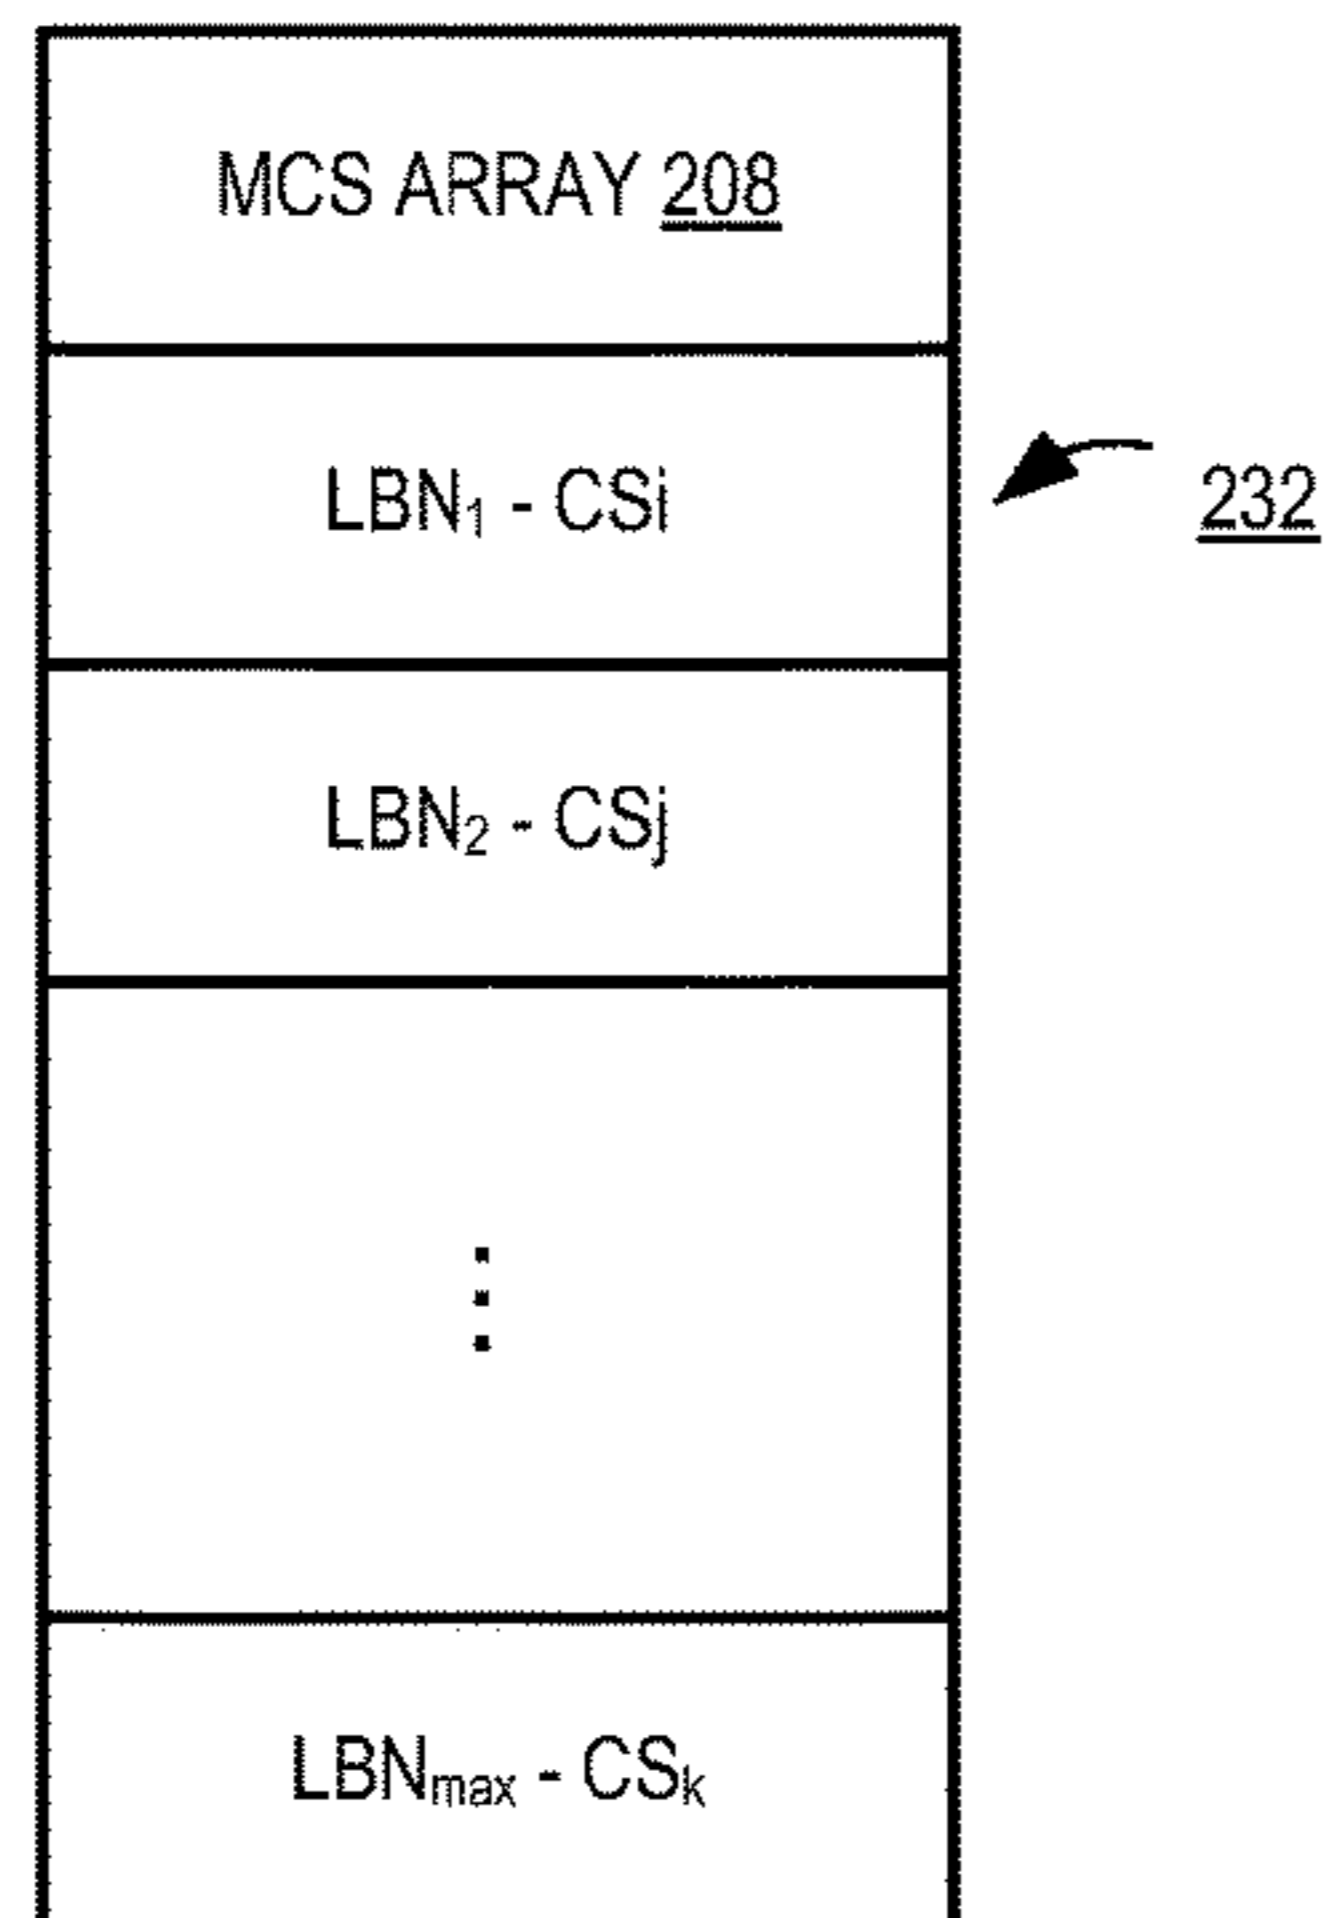 MCS ARRAY 208
LBN₁ - CSi
232
LBN₂ - CSj
⋮
LBNmax - CSk